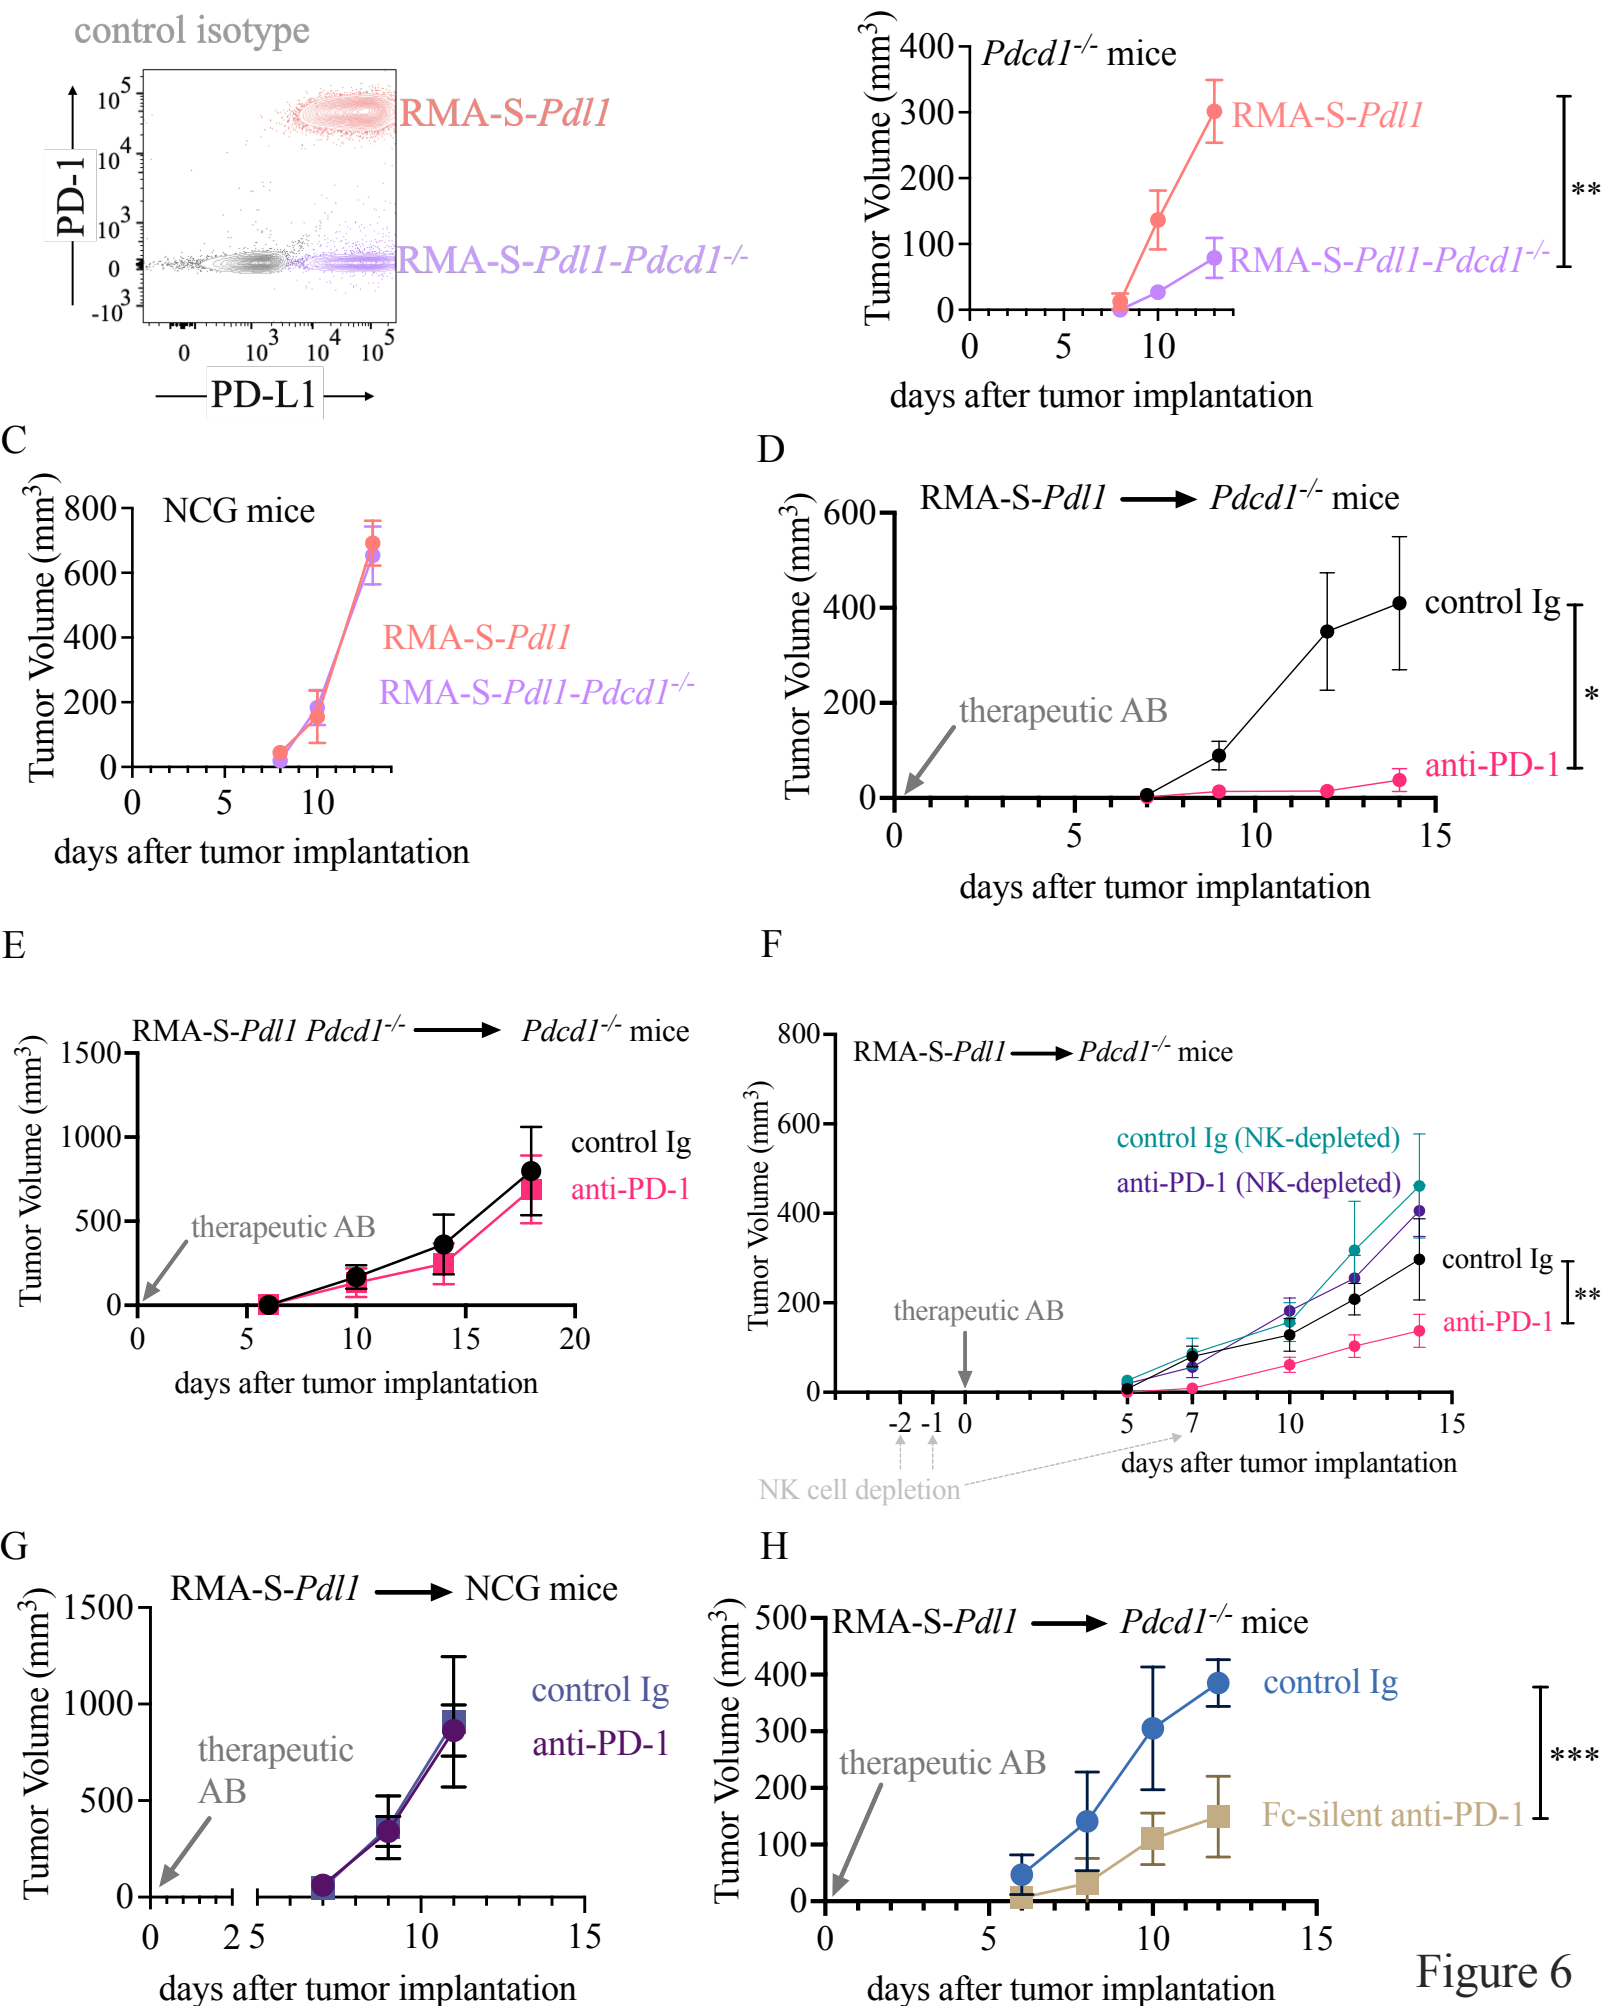 control isotype
10^5
10^4
10^3
0
-10^3
PD-1
RMA-S-Pdl1
RMA-S-Pdl1-Pdcd1-/-
0 10^3 10^4 10^5
PD-L1
Pdcd1-/- mice
Tumor Volume (mm3)
400
300
200
100
0
RMA-S-Pdl1
RMA-S-Pdl1-Pdcd1-/-
**
0 5 10
days after tumor implantation
C
NCG mice
Tumor Volume (mm3)
800
600
400
200
0
RMA-S-Pdl1
RMA-S-Pdl1-Pdcd1-/-
0 5 10
days after tumor implantation
D
RMA-S-Pdl1 → Pdcd1-/- mice
Tumor Volume (mm3)
600
400
200
0
therapeutic AB
control Ig
anti-PD-1
*
0 5 10 15
days after tumor implantation
E
RMA-S-Pdl1 Pdcd1-/- → Pdcd1-/- mice
Tumor Volume (mm3)
1500
1000
500
0
therapeutic AB
control Ig
anti-PD-1
0 5 10 15 20
days after tumor implantation
F
RMA-S-Pdl1 → Pdcd1-/- mice
Tumor Volume (mm3)
800
600
400
200
0
control Ig (NK-depleted)
anti-PD-1 (NK-depleted)
control Ig
anti-PD-1
**
therapeutic AB
-2 -1 0 5 7 10 15
days after tumor implantation
NK cell depletion
G
RMA-S-Pdl1 → NCG mice
Tumor Volume (mm3)
1500
1000
500
0
therapeutic
AB
control Ig
anti-PD-1
0 2 5 10 15
days after tumor implantation
H
RMA-S-Pdl1 → Pdcd1-/- mice
Tumor Volume (mm3)
500
400
300
200
100
0
therapeutic AB
control Ig
Fc-silent anti-PD-1
***
0 5 10 15
days after tumor implantation
Figure 6